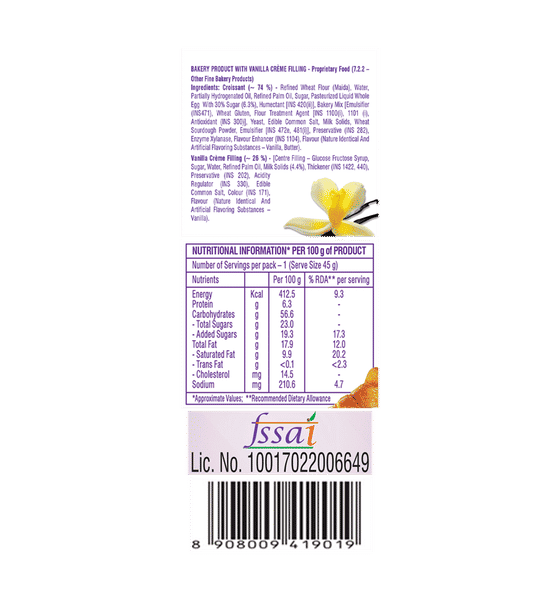 BAKERY PRODUCT WITH VANILLA CRÈME FILLING - Proprietary Food (7.2.2 –
Other Fine Bakery Products)
Ingredients: Croissant (~ 74 %) - Refined Wheat Flour (Maida), Water,
Partially Hydrogenated Oil, Refined Palm Oil, Sugar, Pasteurized Liquid Whole
Egg With 30% Sugar (6.3%), Humectant [INS 420(ii)], Bakery Mix [Emulsifier
(INS471), Wheat Gluten, Flour Treatment Agent [INS 1100(i), 1101 (i),
Antioxidant (INS 300)], Yeast, Edible Common Salt, Milk Solids, Wheat
Sourdough Powder, Emulsifier [INS 472e, 481(i)], Preservative (INS 282),
Enzyme Xylanase, Flavour Enhancer (INS 1104), Flavour (Nature Identical And
Artificial Flavoring Substances – Vanilla, Butter).
Vanilla Crème Filling (~ 26 %) - [Centre Filling – Glucose Fructose Syrup,
Sugar, Water, Refined Palm Oil, Milk Solids (4.4%), Thickener (INS 1422, 440),
Preservative (INS 202), Acidity
Regulator (INS 330), Edible
Common Salt, Colour (INS 171),
Flavour (Nature Identical And
Artificial Flavoring Substances –
Vanilla).
NUTRITIONAL INFORMATION* PER 100 g of PRODUCT
Number of Servings per pack – 1 (Serve Size 45 g)
Nutrients Per 100 g % RDA** per serving
Energy Kcal 412.5 9.3
Protein g 6.3 -
Carbohydrates g 56.6 -
- Total Sugars g 23.0 -
- Added Sugars g 19.3 17.3
Total Fat g 17.9 12.0
- Saturated Fat g 9.9 20.2
- Trans Fat g <0.1 <2.3
- Cholesterol mg 14.5 -
Sodium mg 210.6 4.7
*Approximate Values; **Recommended Dietary Allowance
fssai
Lic. No. 10017022006649
8 908009 419019